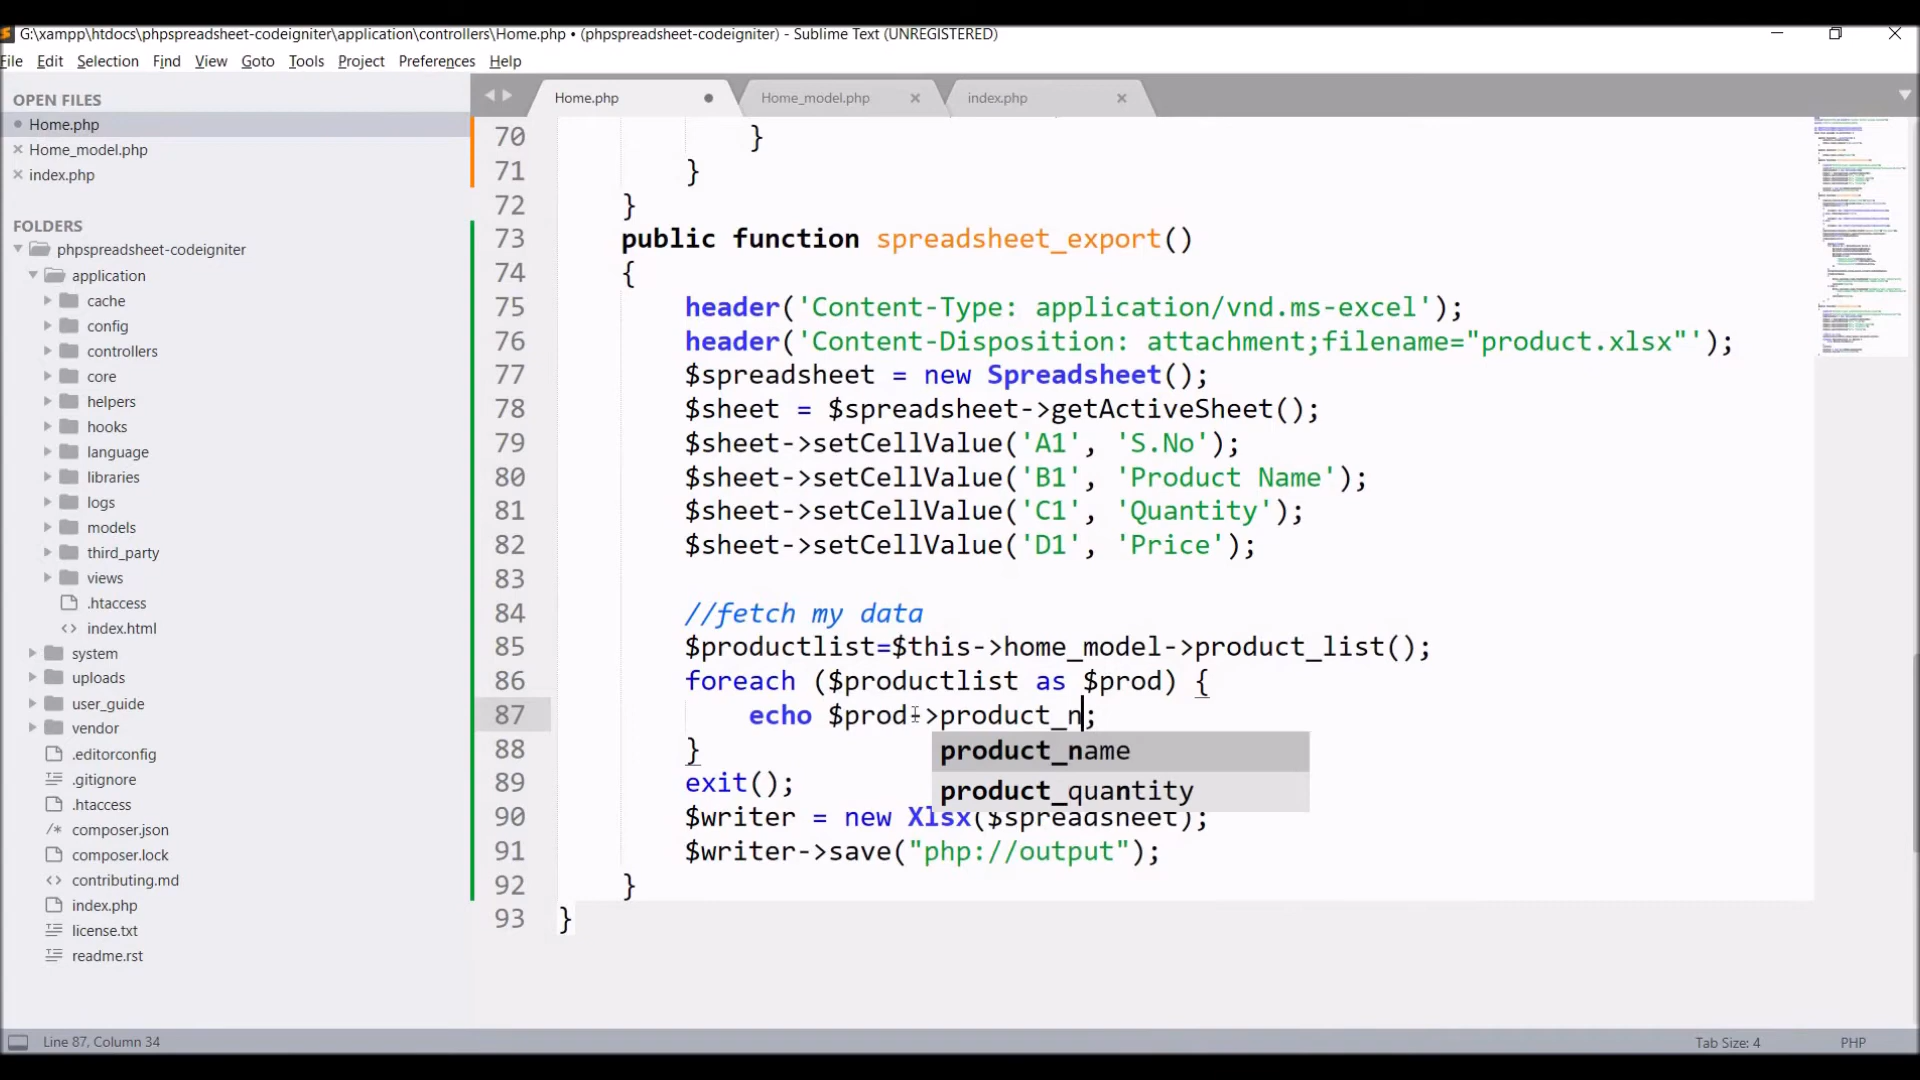 G:\xampp\htdocs\phpspreadsheet-codeigniter\application\controllers\Home.php • (phpspreadsheet-codeigniter) - Sublime Text (UNREGISTERED)
File Edit Selection Find View Goto Tools Project Preferences Help
OPEN FILES
Home.php
Home_model.php
index.php
FOLDERS
phpspreadsheet-codeigniter
application
cache
config
controllers
core
helpers
hooks
language
libraries
logs
models
third_party
views
.htaccess
index.html
system
uploads
user_guide
vendor
.editorconfig
.gitignore
.htaccess
composer.json
composer.lock
contributing.md
index.php
license.txt
readme.rst
Home.php Home_model.php index.php
70 }
71 }
72 }
73 public function spreadsheet_export()
74 {
75 header('Content-Type: application/vnd.ms-excel');
76 header('Content-Disposition: attachment;filename="product.xlsx"');
77 $spreadsheet = new Spreadsheet();
78 $sheet = $spreadsheet->getActiveSheet();
79 $sheet->setCellValue('A1', 'S.No');
80 $sheet->setCellValue('B1', 'Product Name');
81 $sheet->setCellValue('C1', 'Quantity');
82 $sheet->setCellValue('D1', 'Price');
83
84 //fetch my data
85 $productlist=$this->home_model->product_list();
86 foreach ($productlist as $prod) {
87 echo $prod->product_n;
88 }
product_name
89 exit();
product_quantity
90 $writer = new Xlsx($spreadsheet);
91 $writer->save("php://output");
92 }
93 }
Line 87, Column 34
Tab Size: 4
PHP